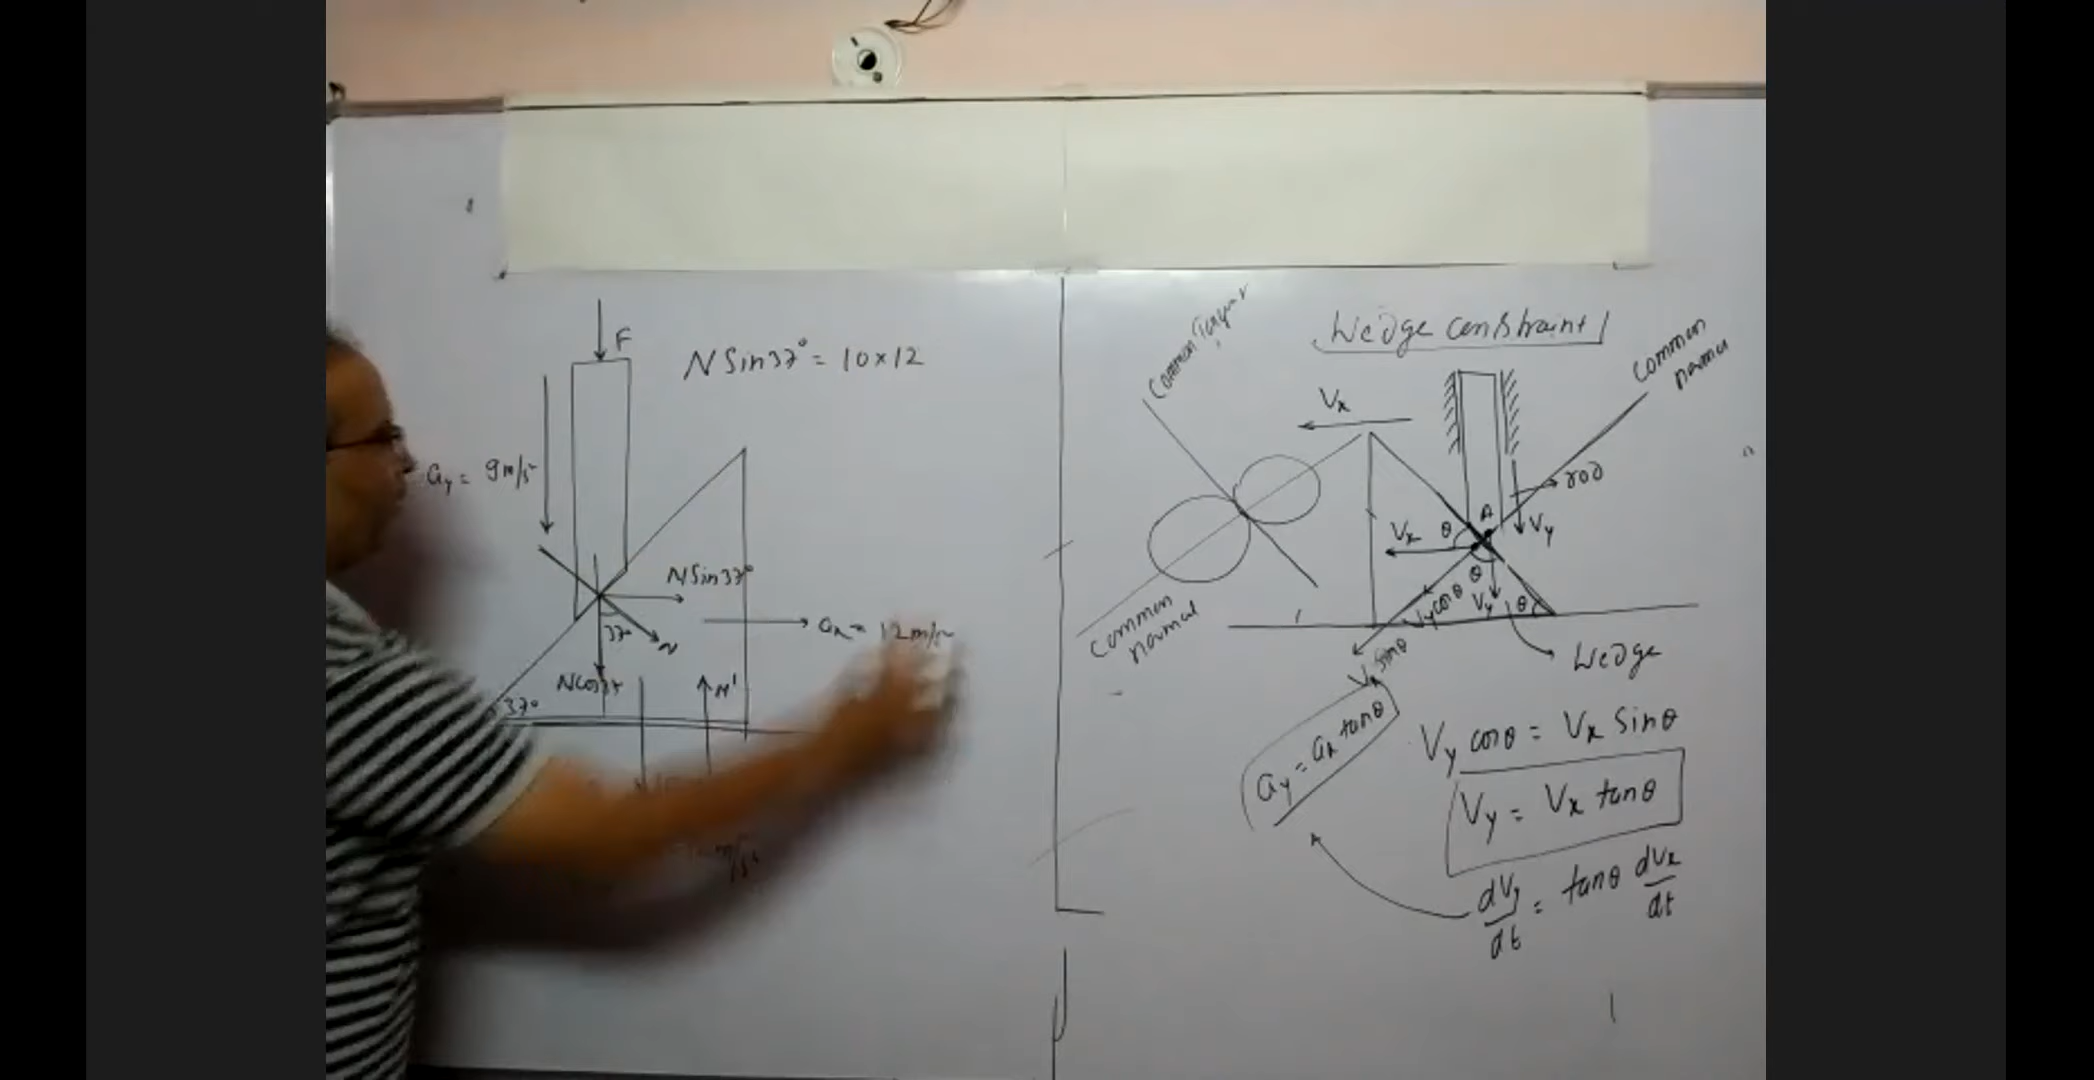 F
N Sin37° = 10×12
ay = 9m/s²
N Sin37°
37°
N
ax = 12m/s²
Ncos37
N'
37°
Wedge constraint
Common
Common
normal
Vx
rod
A
Vx
θ
Vy
θ
Vy cosθ
Vy
θ
Common
normal
Vx sinθ
Wedge
ay = ax tanθ
Vy cosθ = Vx Sinθ
Vy = Vx tanθ
dVy/dt = tanθ dVx/dt